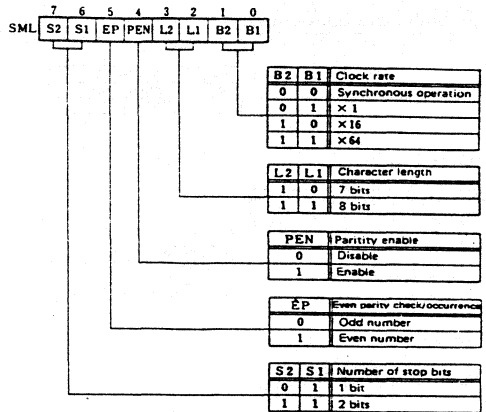 7 6 5 4 3 2 1 0
SML S2 S1 EP PEN L2 L1 B2 B1
B2 B1 Clock rate
0 0 Synchronous operation
0 1 ×1
1 0 ×16
1 1 ×64
L2 L1 Character length
1 0 7 bits
1 1 8 bits
PEN Paritity enable
0 Disable
1 Enable
EP Even parity check/occurrence
0 Odd number
1 Even number
S2 S1 Number of stop bits
0 1 1 bit
1 1 2 bits